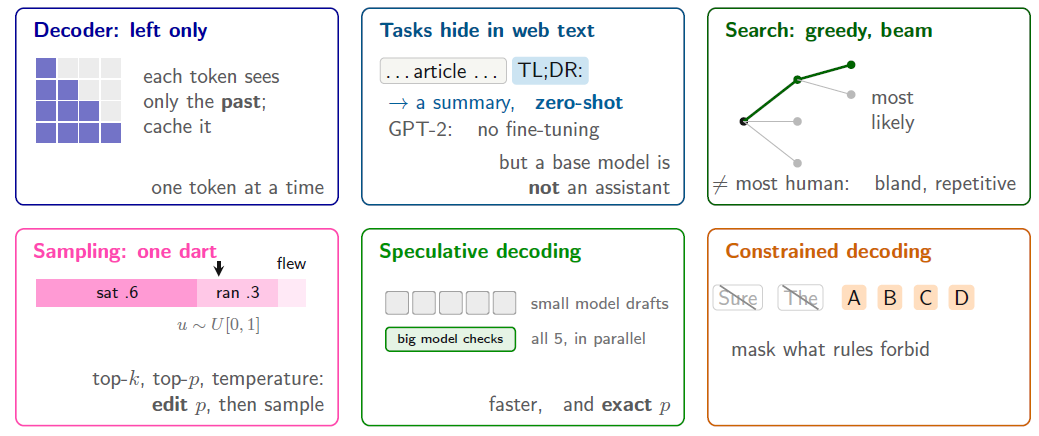 Decoder: left only
each token sees
only the past;
cache it
one token at a time
Tasks hide in web text
...article ... TL;DR:
→ a summary, zero-shot
GPT-2: no fine-tuning
but a base model is
not an assistant
Search: greedy, beam
most
likely
≠ most human: bland, repetitive
Sampling: one dart
flew
sat .6 ran .3
u ∼ U[0, 1]
top-k, top-p, temperature:
edit p, then sample
Speculative decoding
small model drafts
big model checks all 5, in parallel
faster, and exact p
Constrained decoding
Sure The A B C D
mask what rules forbid